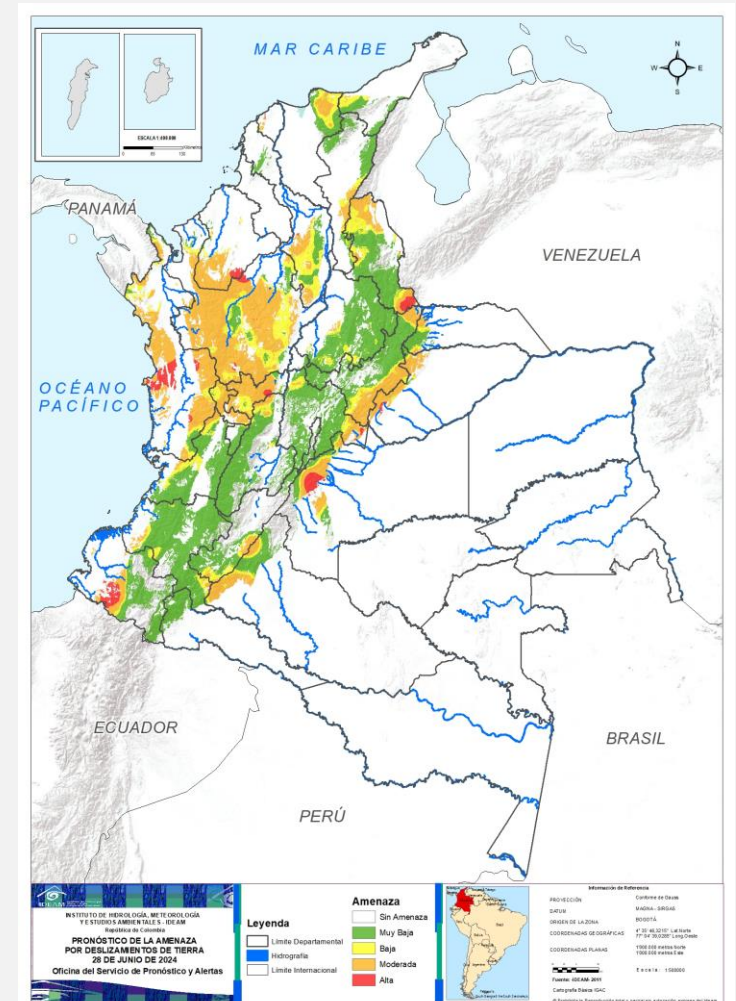 MAR CARIBE
N
W
E
S
PANAMÁ
VENEZUELA
OCÉANO
PACÍFICO
ECUADOR
BRASIL
PERÚ
IDEAM
INSTITUTO DE HIDROLOGÍA, METEOROLOGÍA
Y ESTUDIOS AMBIENTALES - IDEAM
República de Colombia
PRONÓSTICO DE LA AMENAZA
POR DESLIZAMIENTOS DE TIERRA
28 DE JUNIO DE 2024
Oficina del Servicio de Pronóstico y Alertas
Leyenda
Límite Departamental
Hidrografía
Límite Internacional
Amenaza
Sin Amenaza
Muy Baja
Baja
Moderada
Alta
Información de Referencia
PROYECCIÓN
Conforme de Gauss
DATUM
MAGNA - SIRGAS
ORIGEN DE LA ZONA
BOGOTÁ
COORDENADAS GEOGRÁFICAS
COORDENADAS PLANAS
Fuente: IDEAM 2011
Cartografía Básica IGAC